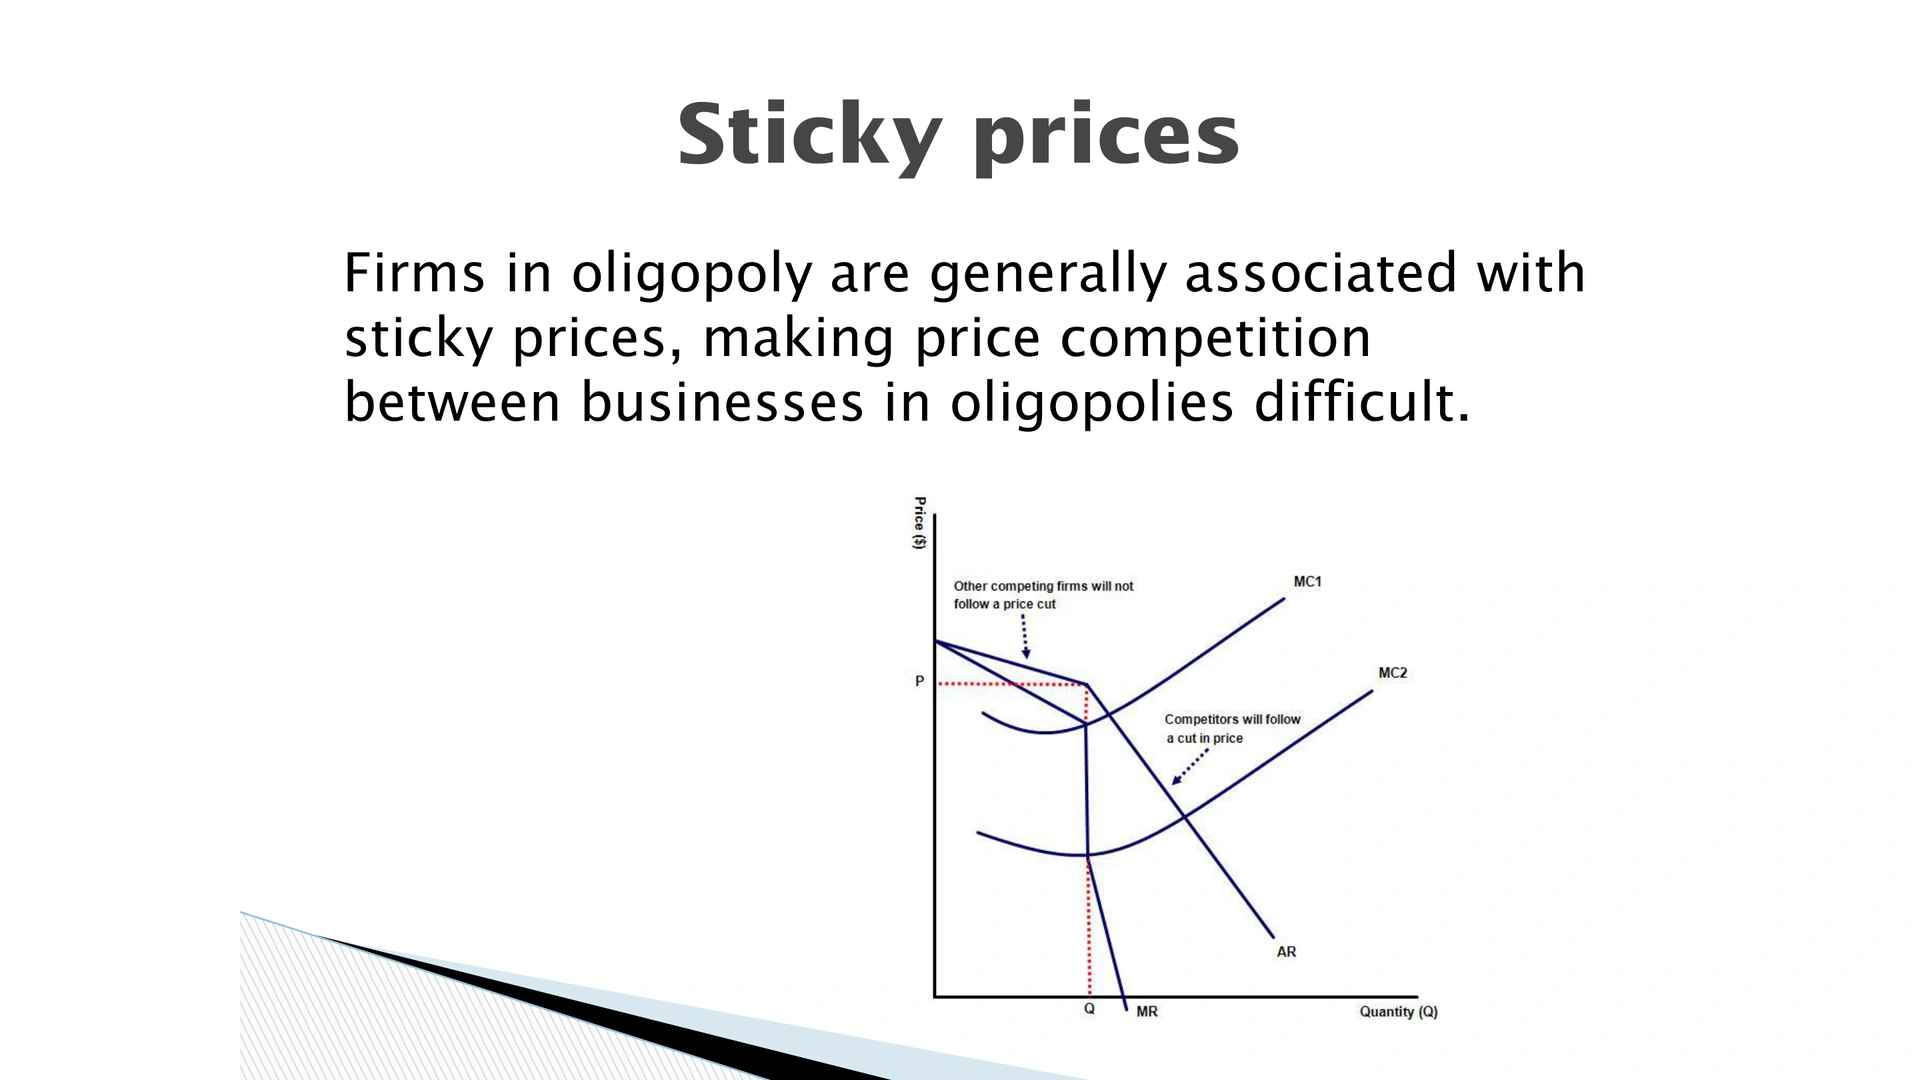 Sticky prices
Firms in oligopoly are generally associated with
sticky prices, making price competition
between businesses in oligopolies difficult.
Price ($)
Other competing firms will not
follow a price cut
MC1
P
MC2
Competitors will follow
a cut in price
AR
Q
MR
Quantity (Q)